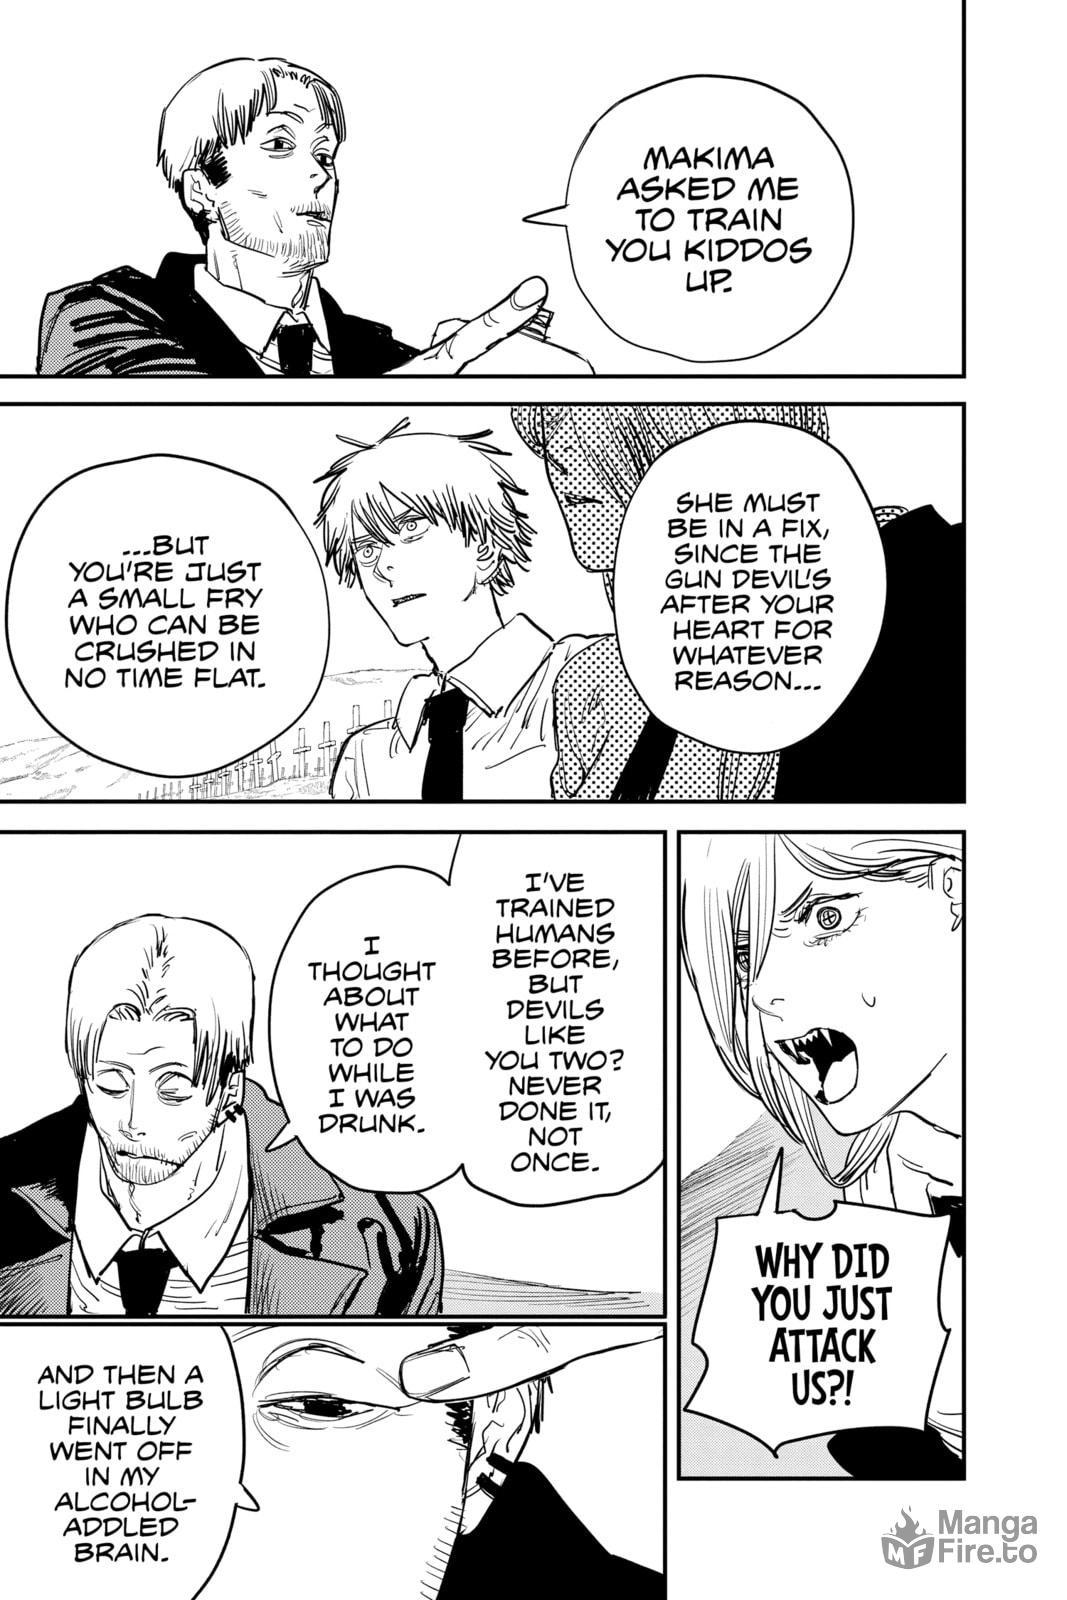 MAKIMA
ASKED ME
TO TRAIN
YOU KIDDOS
UP.
SHE MUST
BE IN A FIX,
SINCE THE
GUN DEVIL'S
AFTER YOUR
HEART FOR
WHATEVER
REASON...
...BUT
YOU'RE JUST
A SMALL FRY
WHO CAN BE
CRUSHED IN
NO TIME FLAT.
WHY DID
YOU JUST
ATTACK
US?!
I'VE
TRAINED
HUMANS
BEFORE,
BUT
DEVILS
LIKE
YOU TWO?
NEVER
DONE IT,
NOT
ONCE.
I
THOUGHT
ABOUT
WHAT
TO DO
WHILE
I WAS
DRUNK.
AND THEN A
LIGHT BULB
FINALLY
WENT OFF
IN MY
ALCOHOL-
ADDLED
BRAIN.
MF
Manga
Fire.to